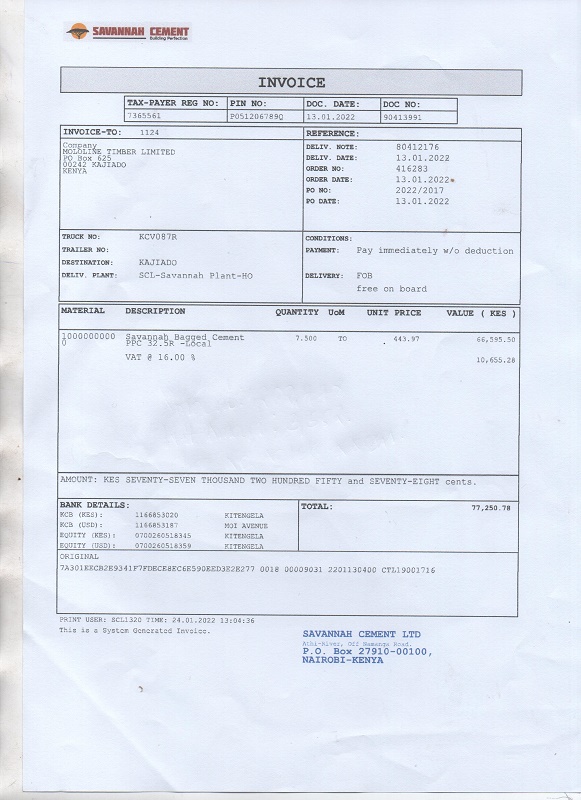 SAVANNAH CEMENT
Building Perfection
INVOICE
TAX-PAYER REG NO: PIN NO: DOC. DATE: DOC NO:
7365561 P051206789Q 13.01.2022 90413991
INVOICE-TO: 1124
Company
MOLOLINE TIMBER LIMITED
PO Box 625
00242 KAJIADO
KENYA
REFERENCE:
DELIV. NOTE: 80412176
DELIV. DATE: 13.01.2022
ORDER NO: 416283
ORDER DATE: 13.01.2022
PO NO: 2022/2017
PO DATE: 13.01.2022
TRUCK NO: KCV087R
TRAILER NO:
DESTINATION: KAJIADO
DELIV. PLANT: SCL-Savannah Plant-HO
CONDITIONS:
PAYMENT: Pay immediately w/o deduction
DELIVERY: FOB
free on board
MATERIAL DESCRIPTION QUANTITY UoM UNIT PRICE VALUE ( KES )
1000000000 Savannah Bagged Cement 7.500 TO 443.97 66,595.50
0 PPC 32.5R -Local
VAT @ 16.00 % 10,655.28
AMOUNT: KES SEVENTY-SEVEN THOUSAND TWO HUNDRED FIFTY and SEVENTY-EIGHT cents.
BANK DETAILS:
KCB (KES): 1166853020 KITENGELA
KCB (USD): 1166853187 MOI AVENUE
EQUITY (KES): 0700260518345 KITENGELA
EQUITY (USD): 0700260518359 KITENGELA
TOTAL: 77,250.78
ORIGINAL
7A301EECB2E9341F7FDECE8EC6E590EED3E2E277 0018 00009031 2201130400 CTL19001716
PRINT USER: SCL1320 TIME: 24.01.2022 13:04:36
This is a System Generated Invoice.
SAVANNAH CEMENT LTD
Athi-River, Off Namanga Road.
P.O. Box 27910-00100,
NAIROBI-KENYA